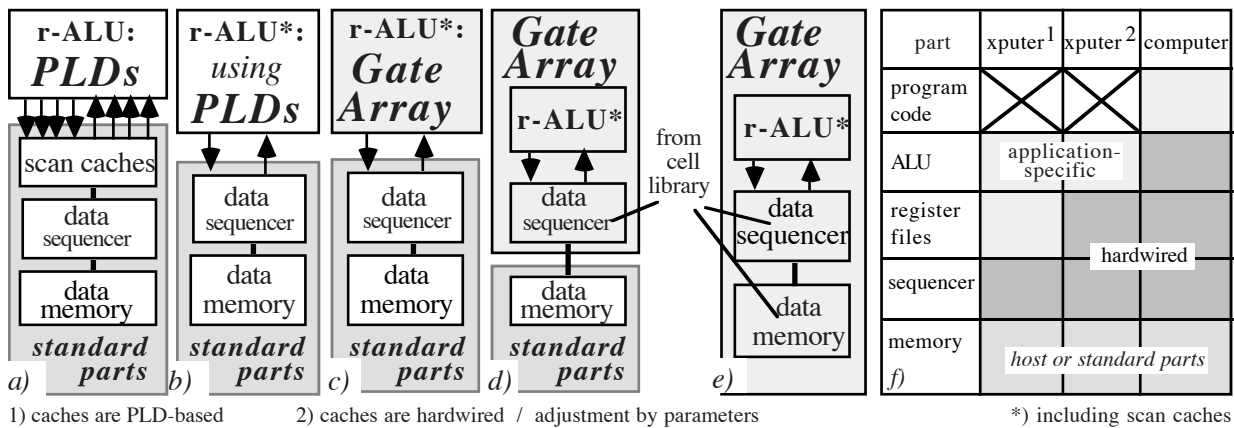 r-ALU:
PLDs
scan caches
data
sequencer
data
memory
standard
parts
a)
r-ALU*:
using
PLDs
data
sequencer
data
memory
standard
parts
b)
r-ALU*:
Gate
Array
data
sequencer
data
memory
standard
parts
c)
Gate
Array
r-ALU*
data
sequencer
data
memory
standard
parts
d)
from
cell
library
Gate
Array
r-ALU*
data
sequencer
data
memory
e)
part xputer1 xputer2 computer
program
code
ALU
application-
specific
register
files
hardwired
sequencer
memory
host or standard parts
f)
1) caches are PLD-based 2) caches are hardwired / adjustment by parameters *) including scan caches